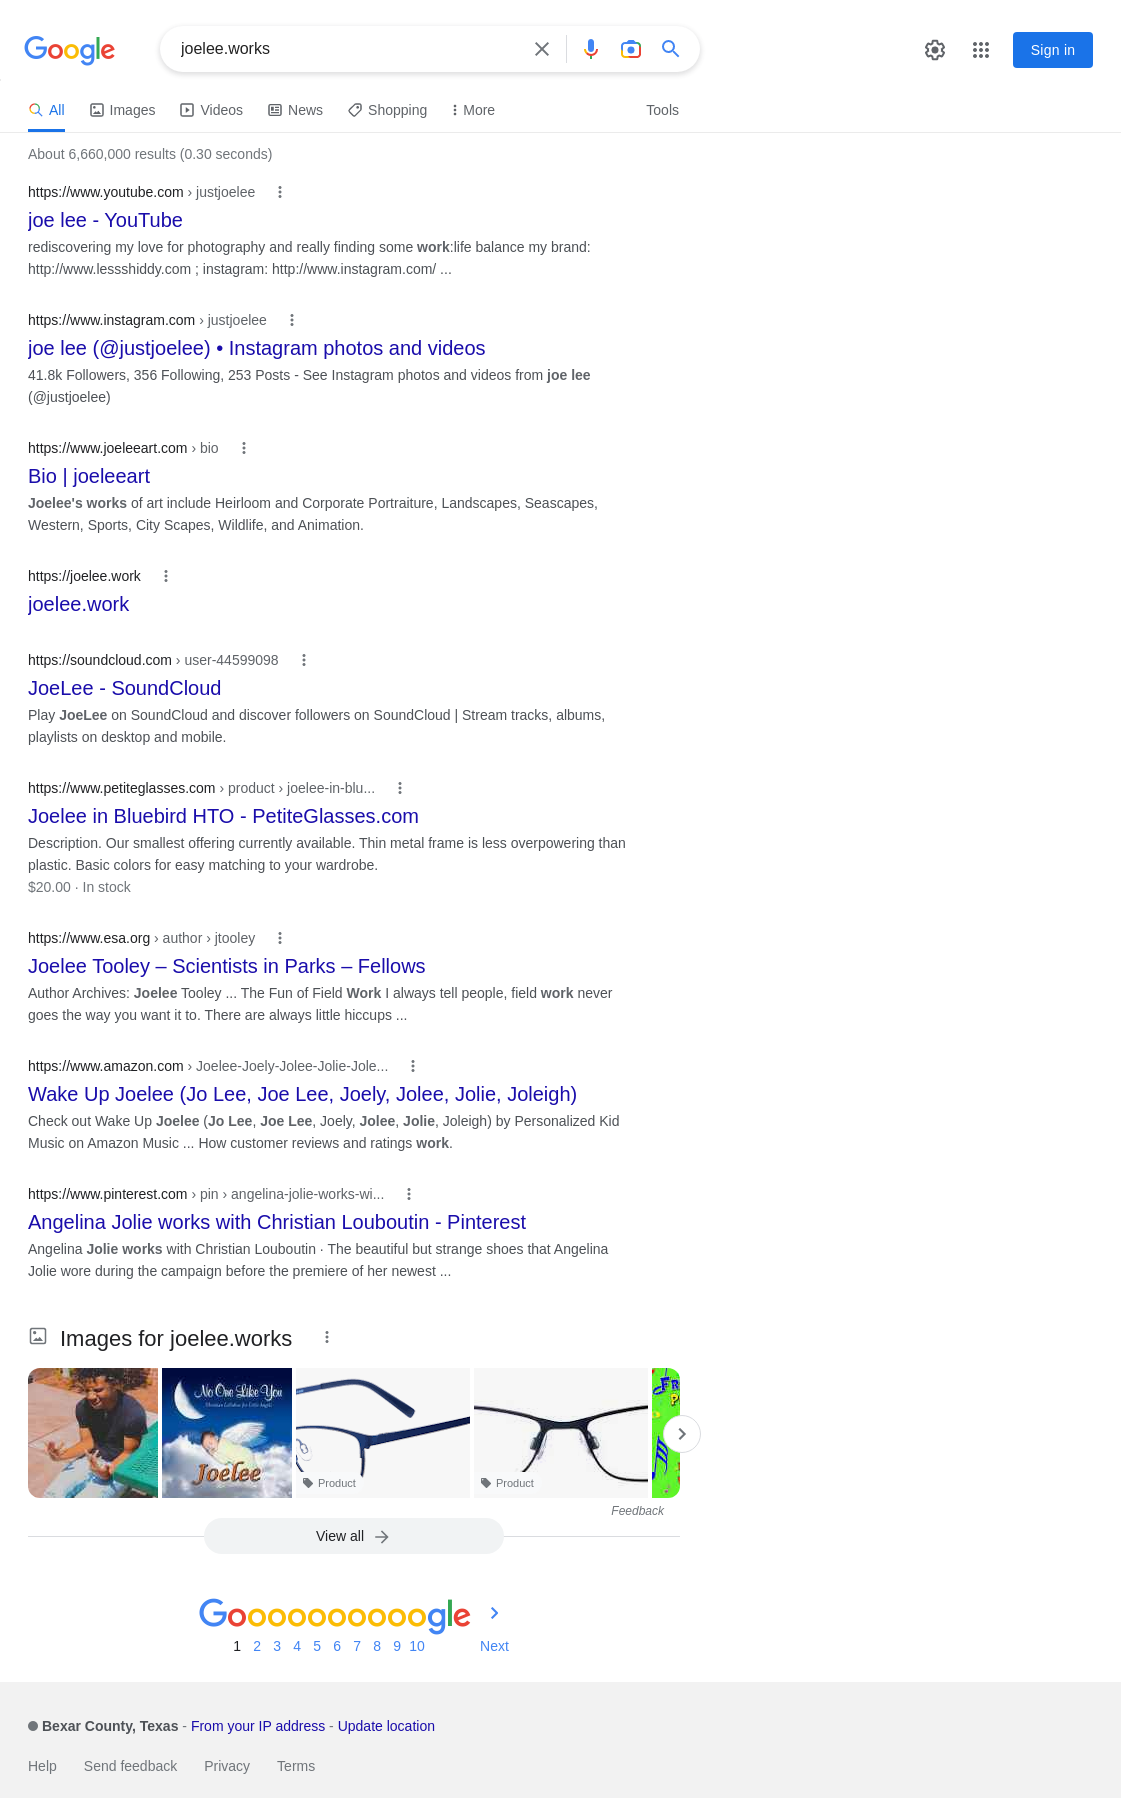 Google
joelee.works
Sign in
All
Images
Videos
News
Shopping
More
Tools
About 6,660,000 results (0.30 seconds)
https://www.youtube.com › justjoelee
joe lee - YouTube
rediscovering my love for photography and really finding some work:life balance my brand:
http://www.lessshiddy.com ; instagram: http://www.instagram.com/ ...
https://www.instagram.com › justjoelee
joe lee (@justjoelee) • Instagram photos and videos
41.8k Followers, 356 Following, 253 Posts - See Instagram photos and videos from joe lee
(@justjoelee)
https://www.joeleeart.com › bio
Bio | joeleeart
Joelee's works of art include Heirloom and Corporate Portraiture, Landscapes, Seascapes,
Western, Sports, City Scapes, Wildlife, and Animation.
https://joelee.work
joelee.work
https://soundcloud.com › user-44599098
JoeLee - SoundCloud
Play JoeLee on SoundCloud and discover followers on SoundCloud | Stream tracks, albums,
playlists on desktop and mobile.
https://www.petiteglasses.com › product › joelee-in-blu...
Joelee in Bluebird HTO - PetiteGlasses.com
Description. Our smallest offering currently available. Thin metal frame is less overpowering than
plastic. Basic colors for easy matching to your wardrobe.
$20.00 · In stock
https://www.esa.org › author › jtooley
Joelee Tooley – Scientists in Parks – Fellows
Author Archives: Joelee Tooley ... The Fun of Field Work I always tell people, field work never
goes the way you want it to. There are always little hiccups ...
https://www.amazon.com › Joelee-Joely-Jolee-Jolie-Jole...
Wake Up Joelee (Jo Lee, Joe Lee, Joely, Jolee, Jolie, Joleigh)
Check out Wake Up Joelee (Jo Lee, Joe Lee, Joely, Jolee, Jolie, Joleigh) by Personalized Kid
Music on Amazon Music ... How customer reviews and ratings work.
https://www.pinterest.com › pin › angelina-jolie-works-wi...
Angelina Jolie works with Christian Louboutin - Pinterest
Angelina Jolie works with Christian Louboutin · The beautiful but strange shoes that Angelina
Jolie wore during the campaign before the premiere of her newest ...
Images for joelee.works
No One Like You
Joelee
Product
Product
Feedback
View all
Goooooooooogle
1 2 3 4 5 6 7 8 9 10 Next
Bexar County, Texas - From your IP address - Update location
Help Send feedback Privacy Terms